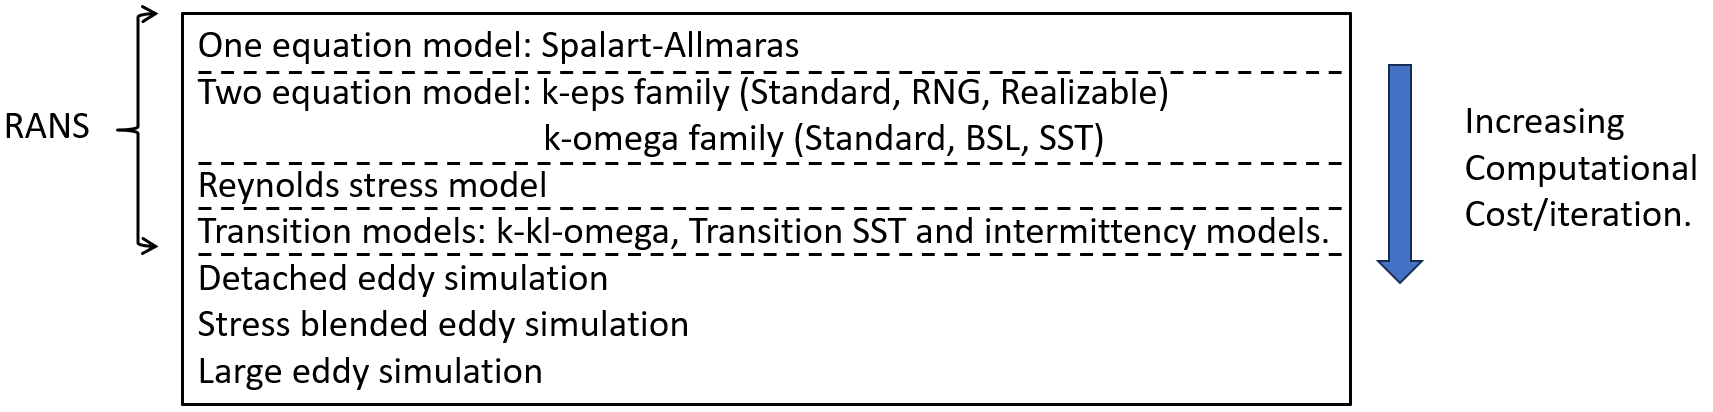 One equation model: Spalart-Allmaras
Two equation model: k-eps family (Standard, RNG, Realizable)
k-omega family (Standard, BSL, SST)
Reynolds stress model
Transition models: k-kl-omega, Transition SST and intermittency models.
Detached eddy simulation
Stress blended eddy simulation
Large eddy simulation
RANS
Increasing
Computational
Cost/iteration.